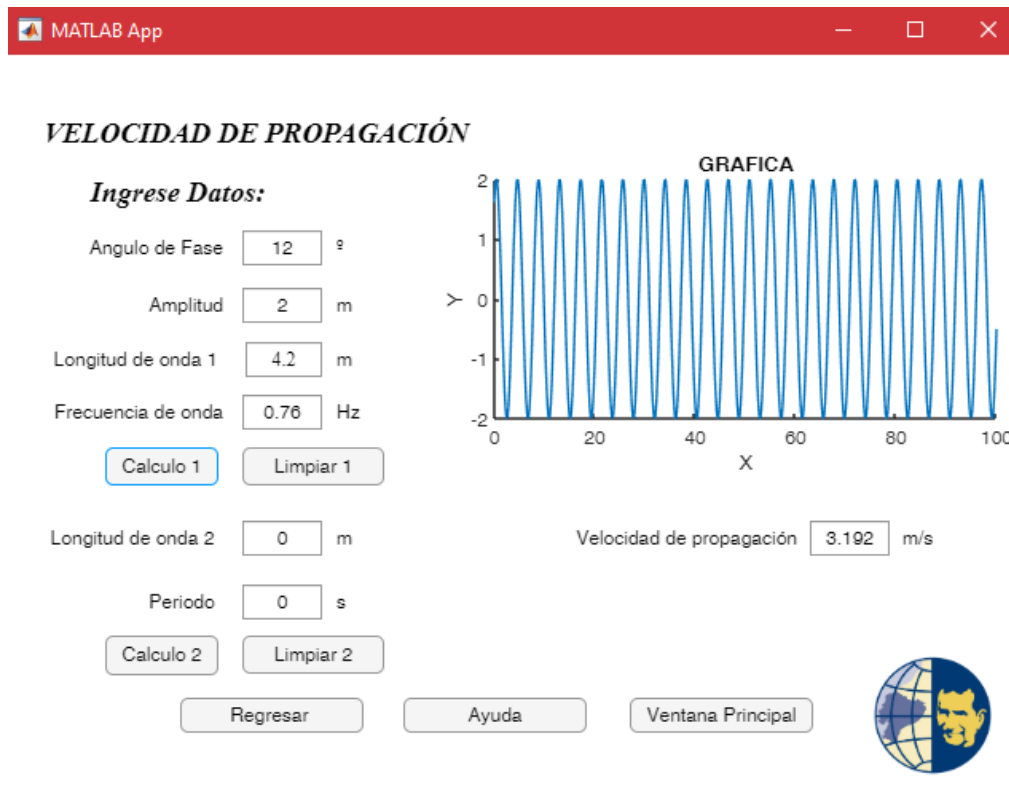 MATLAB App
VELOCIDAD DE PROPAGACIÓN
Ingrese Datos:
Angulo de Fase 12 º
Amplitud 2 m
Longitud de onda 1 4.2 m
Frecuencia de onda 0.76 Hz
Calculo 1 Limpiar 1
GRAFICA
2
1
0
-1
-2
Y
0 20 40 60 80 100
X
Longitud de onda 2 0 m
Velocidad de propagación 3.192 m/s
Periodo 0 s
Calculo 2 Limpiar 2
Regresar Ayuda Ventana Principal